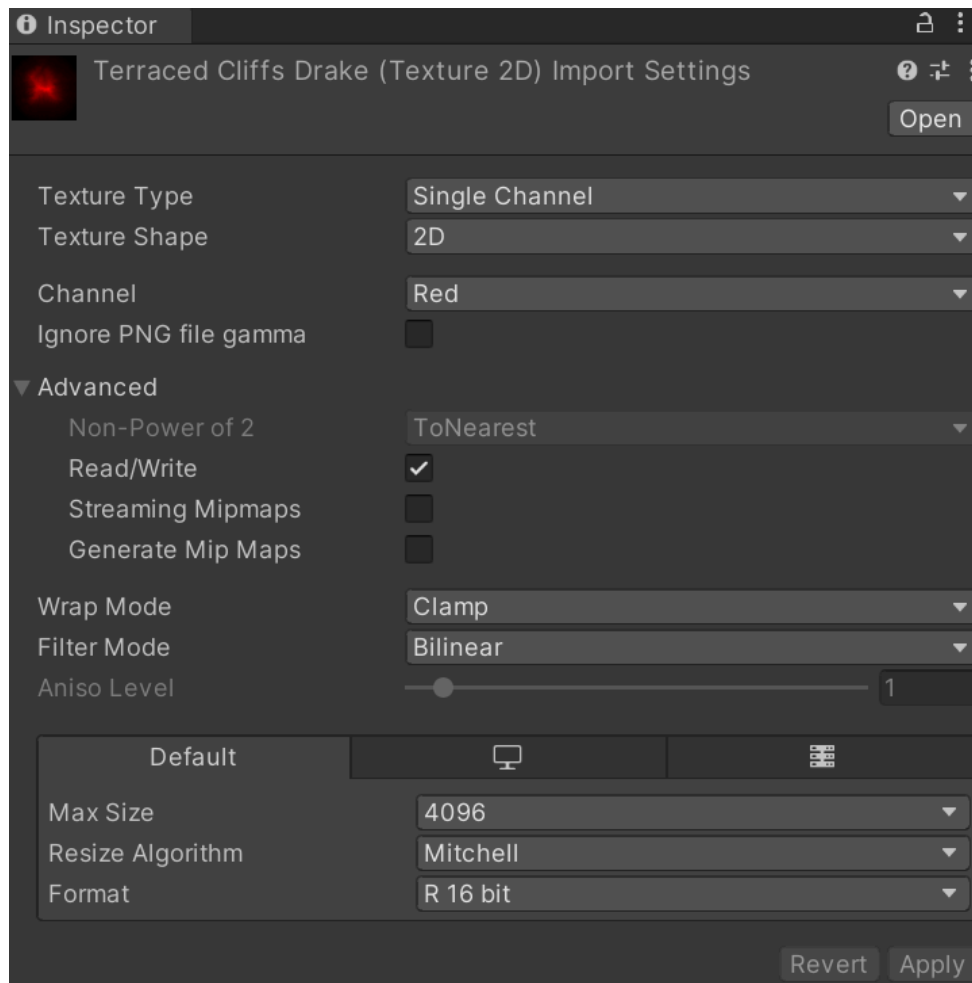 Inspector
Terraced Cliffs Drake (Texture 2D) Import Settings
Open
Texture Type Single Channel
Texture Shape 2D
Channel Red
Ignore PNG file gamma
Advanced
Non-Power of 2 ToNearest
Read/Write
Streaming Mipmaps
Generate Mip Maps
Wrap Mode Clamp
Filter Mode Bilinear
Aniso Level 1
Default
Max Size 4096
Resize Algorithm Mitchell
Format R 16 bit
Revert Apply